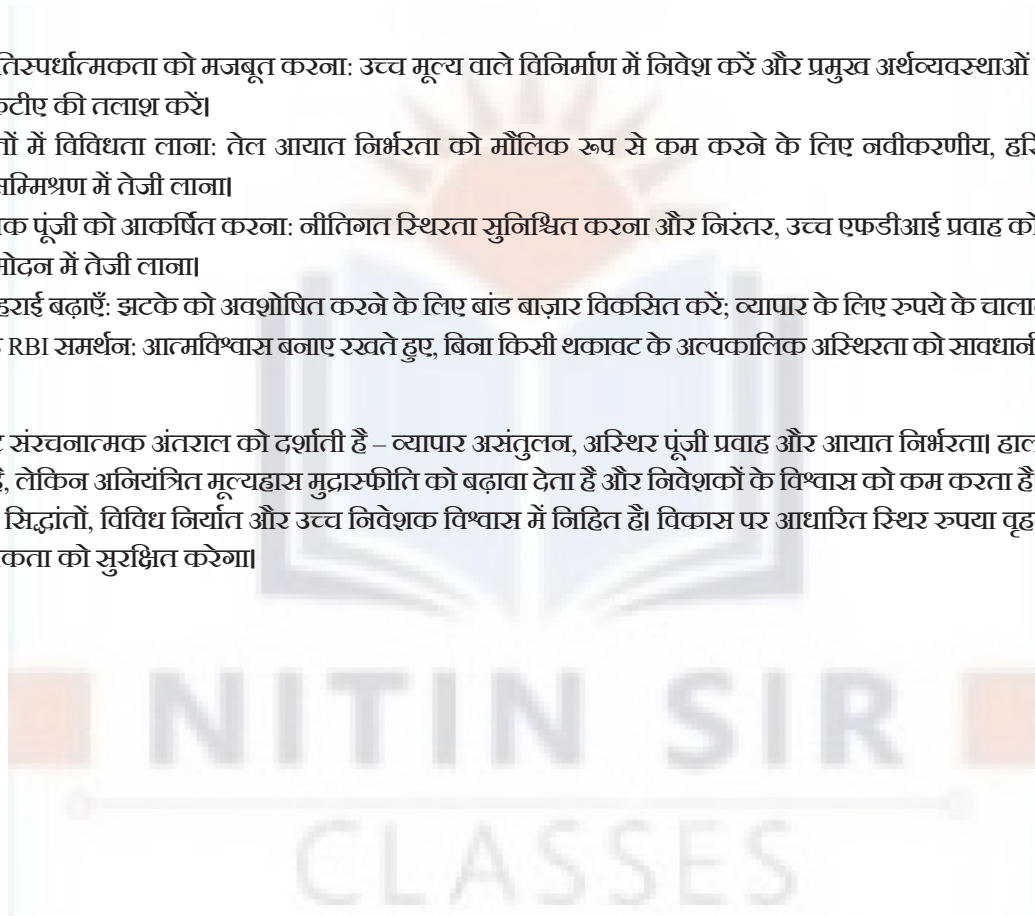 तिस्पर्धात्मकता को मजबूत करना: उच्च मूल्य वाले विनिर्माण में निवेश करें और प्रमुख अर्थव्यवस्थाओं
टीए की तलाश करें।
तों में विविधता लाना: तेल आयात निर्भरता को मौलिक रूप से कम करने के लिए नवीकरणीय, हरि
सम्मिश्रण में तेजी लाना।
क पूंजी को आकर्षित करना: नीतिगत स्थिरता सुनिश्चित करना और निरंतर, उच्च एफडीआई प्रवाह को
मोदन में तेजी लाना।
हराई बढ़ाएँ: झटके को अवशोषित करने के लिए बांड बाज़ार विकसित करें; व्यापार के लिए रुपये के चाला
RBI समर्थन: आत्मविश्वास बनाए रखते हुए, बिना किसी थकावट के अल्पकालिक अस्थिरता को सावधानी
संरचनात्मक अंतराल को दर्शाती है – व्यापार असंतुलन, अस्थिर पूंजी प्रवाह और आयात निर्भरता। हाल
है, लेकिन अनियंत्रित मूल्यह्रास मुद्रास्फीति को बढ़ावा देता है और निवेशकों के विश्वास को कम करता है
सिद्धांतों, विविध निर्यात और उच्च निवेशक विश्वास में निहित है। विकास पर आधारित स्थिर रुपया वृह
कता को सुरक्षित करेगा।
NITIN SIR
CLASSES